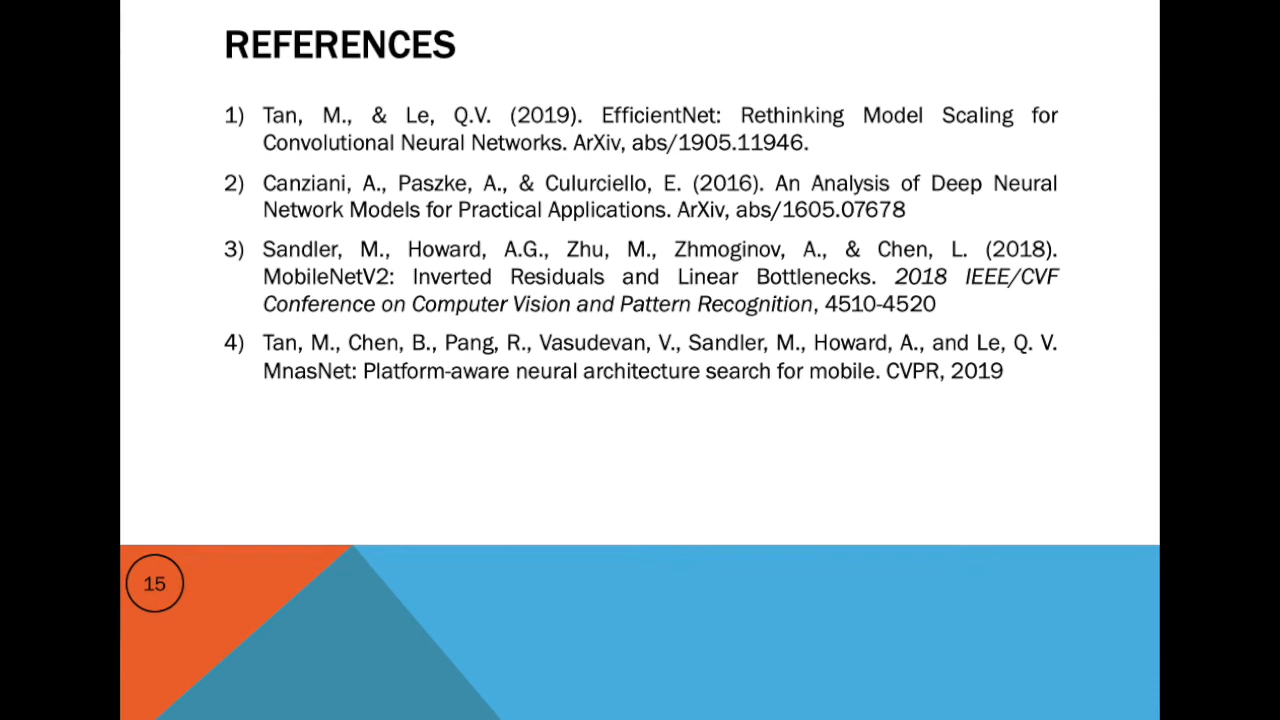 REFERENCES
1) Tan, M., & Le, Q.V. (2019). EfficientNet: Rethinking Model Scaling for
Convolutional Neural Networks. ArXiv, abs/1905.11946.
2) Canziani, A., Paszke, A., & Culurciello, E. (2016). An Analysis of Deep Neural
Network Models for Practical Applications. ArXiv, abs/1605.07678
3) Sandler, M., Howard, A.G., Zhu, M., Zhmoginov, A., & Chen, L. (2018).
MobileNetV2: Inverted Residuals and Linear Bottlenecks. 2018 IEEE/CVF
Conference on Computer Vision and Pattern Recognition, 4510-4520
4) Tan, M., Chen, B., Pang, R., Vasudevan, V., Sandler, M., Howard, A., and Le, Q. V.
MnasNet: Platform-aware neural architecture search for mobile. CVPR, 2019
15